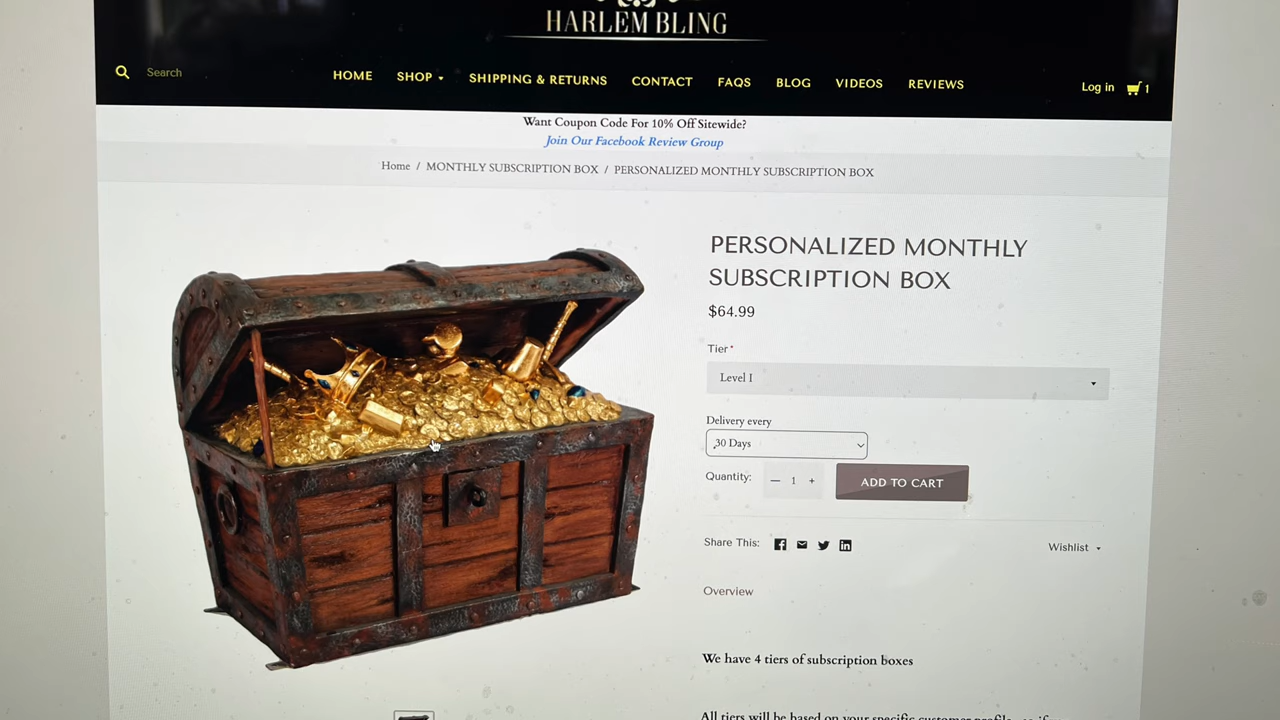 HARLEM BLING
Search
HOME SHOP SHIPPING & RETURNS CONTACT FAQS BLOG VIDEOS REVIEWS
Log in 1
Want Coupon Code For 10% Off Sitewide?
Join Our Facebook Review Group
Home / MONTHLY SUBSCRIPTION BOX / PERSONALIZED MONTHLY SUBSCRIPTION BOX
PERSONALIZED MONTHLY
SUBSCRIPTION BOX
$64.99
Tier*
Level I
Delivery every
30 Days
Quantity: — 1 + ADD TO CART
Share This:
Wishlist
Overview
We have 4 tiers of subscription boxes
All tiers will be based on your specific customer profile